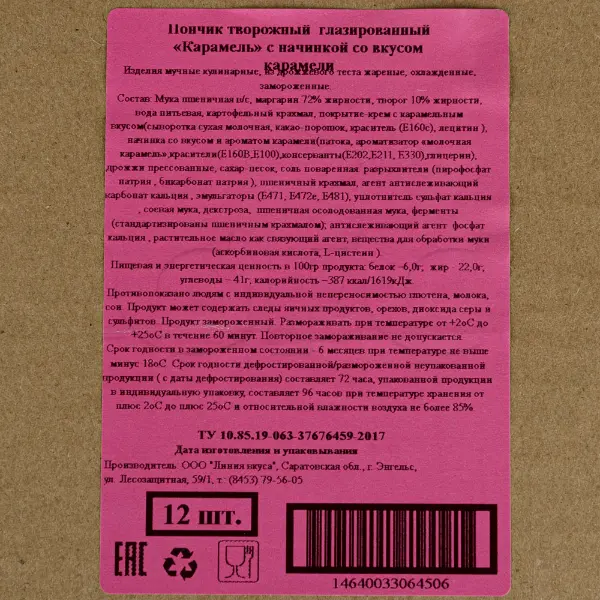 Пончик творожный глазированный
«Карамель» с начинкой со вкусом
карамели
Изделия мучные кулинарные, из дрожжевого теста жареные, охлажденные,
замороженные.
Состав: Мука пшеничная в/с, маргарин 72% жирности, творог 10% жирности,
вода питьевая, картофельный крахмал, покрытие-крем с карамельным
вкусом(сыворотка сухая молочная, какао-порошок, краситель (Е160с), лецитин ),
начинка со вкусом и ароматом карамели(патока, ароматизатор «молочная
карамель»,красители(Е160В,Е100),консерванты(Е202,Е211, Е330),глицерин),
дрожжи прессованные, сахар-песок, соль поваренная разрыхлители (пирофосфат
натрия , бикарбонат натрия ), пшеничный крахмал, агент антислеживающий
карбонат кальция , эмульгаторы (Е471, Е472е, Е481), уплотнитель сульфат кальция
, соевая мука, декстроза, пшеничная осолодованная мука, ферменты
(стандартизированы пшеничным крахмалом); антислеживающий агент фосфат
кальция , растительное масло как связующий агент, вещества для обработки муки
(аскорбиновая кислота, L-цистеин ).
Пищевая и энергетическая ценность в 100гр продукта: белок –6,0г; жир – 22,0г,
углеводы – 41г, калорийность –387 ккал/1619кДж.
Противопоказано людям с индивидуальной непереносимостью глютена, молока,
сои. Продукт может содержать следы яичных продуктов, орехов, диоксида серы и
сульфитов. Продукт замороженный. Размораживать при температуре от +2оС до
+25оС в течение 60 минут. Повторное замораживание не допускается.
Срок годности в замороженном состоянии – 6 месяцев при температуре не выше
минус 18оС. Срок годности дефростированной/размороженной неупакованной
продукции ( с даты дефростирования) составляет 72 часа, упакованной продукции
в индивидуальную упаковку, составляет 96 часов при температуре хранения от
плюс 2оС до плюс 25оС и относительной влажности воздуха не более 85%
ТУ 10.85.19-063-37676459-2017
Дата изготовления и упаковывания
Производитель: ООО "Линия вкуса", Саратовская обл., г. Энгельс,
ул. Лесозащитная, 59/1, т.: (8453) 79-56-05
12 шт.
EAC
14640033064506